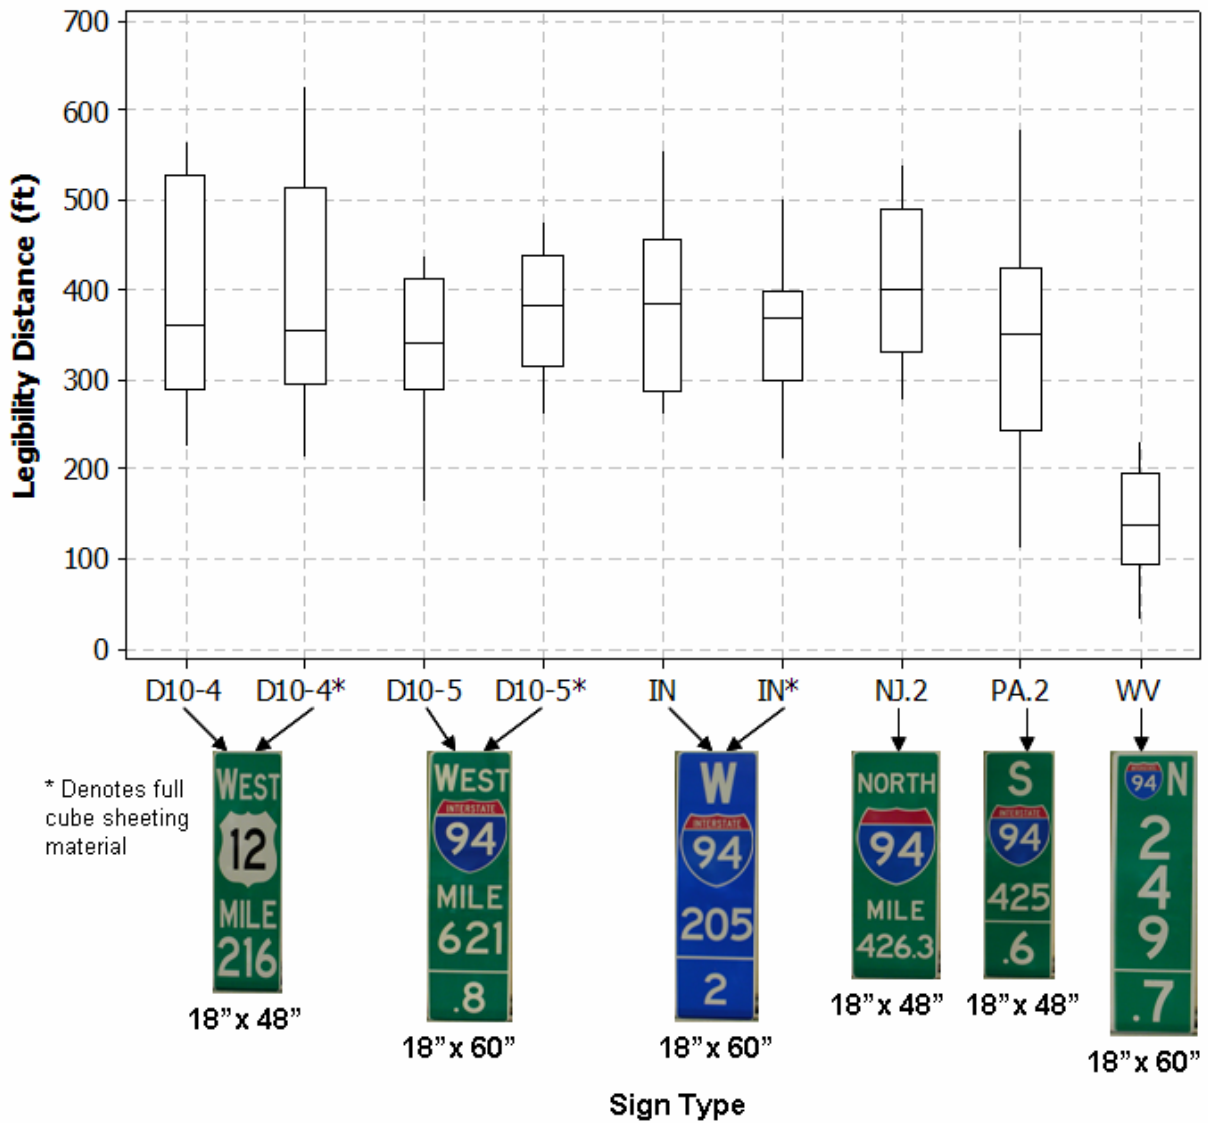 700
600
500
400
300
200
100
0
Legibility Distance (ft)
D10-4 D10-4* D10-5 D10-5* IN IN* NJ.2 PA.2 WV
* Denotes full
cube sheeting
material
WEST
12
MILE
216
18” x 48”
WEST
INTERSTATE
94
MILE
621
.8
18” x 60”
W
INTERSTATE
94
205
2
18” x 60”
NORTH
94
MILE
426.3
18” x 48”
S
INTERSTATE
94
425
.6
18” x 48”
94 N
2
4
9
.7
18” x 60”
Sign Type